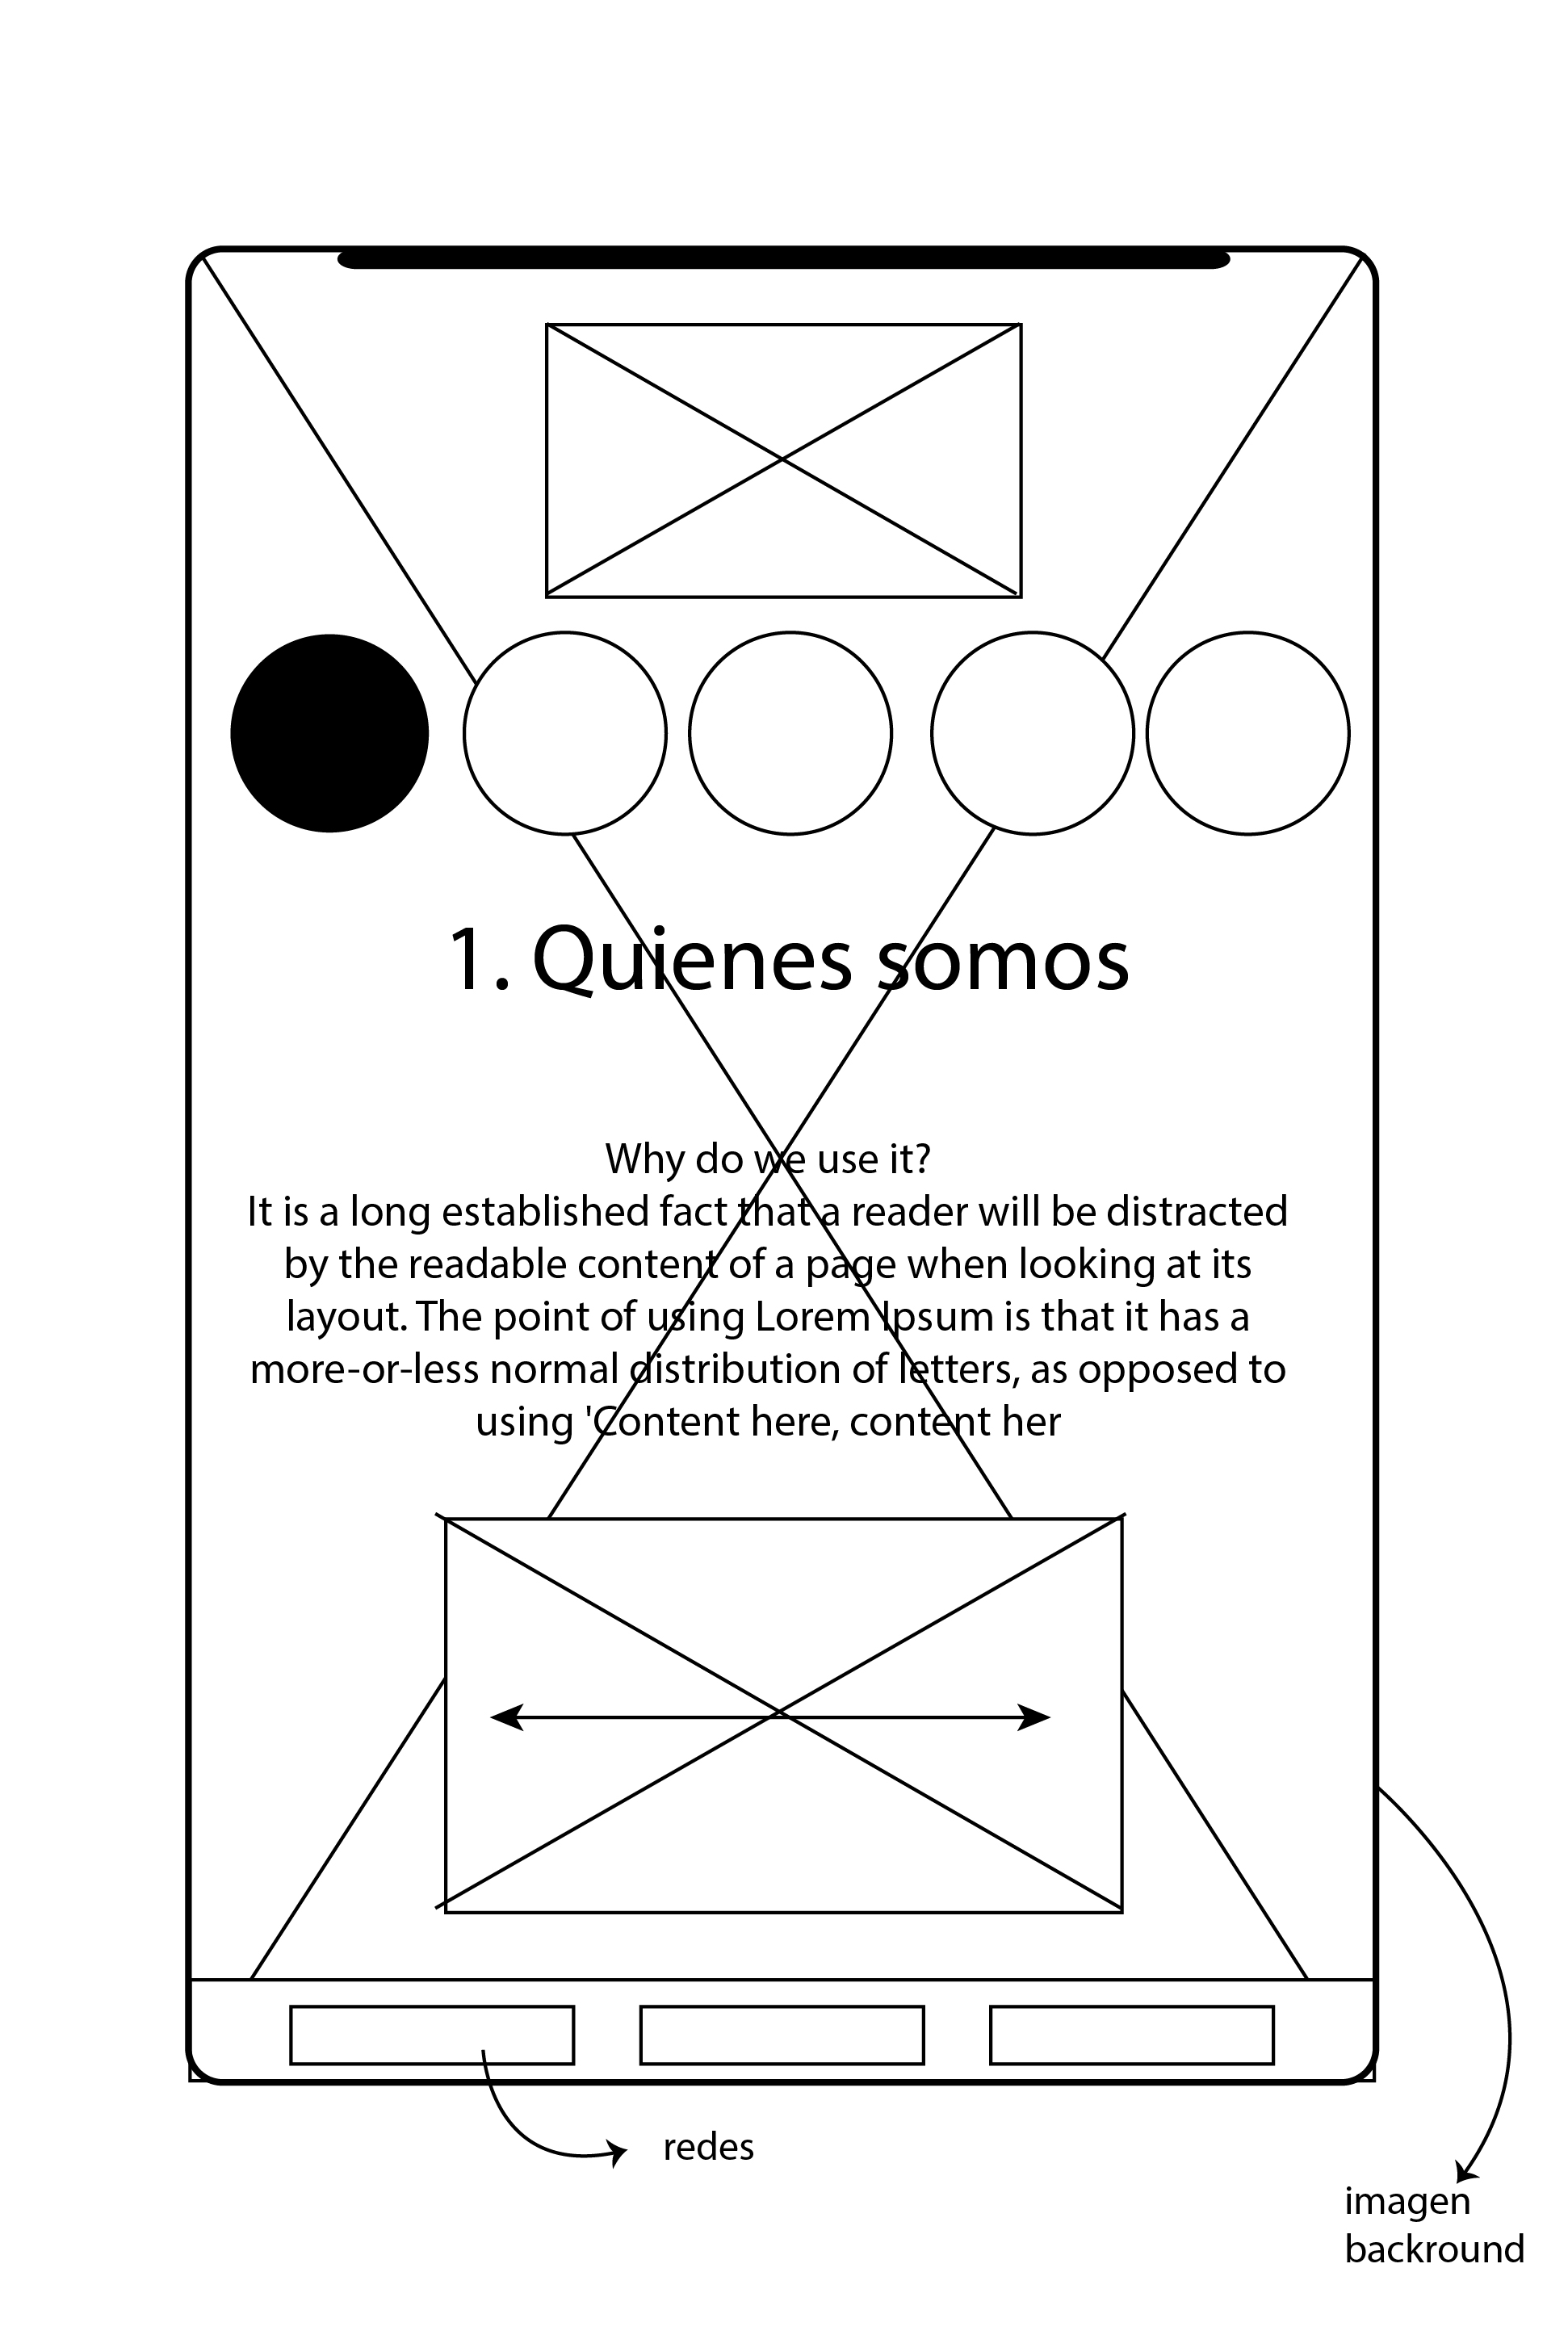 1. Quienes somos
Why do we use it?
It is a long established fact that a reader will be distracted
by the readable content of a page when looking at its
layout. The point of using Lorem Ipsum is that it has a
more-or-less normal distribution of letters, as opposed to
using 'Content here, content her
redes
imagen
backround